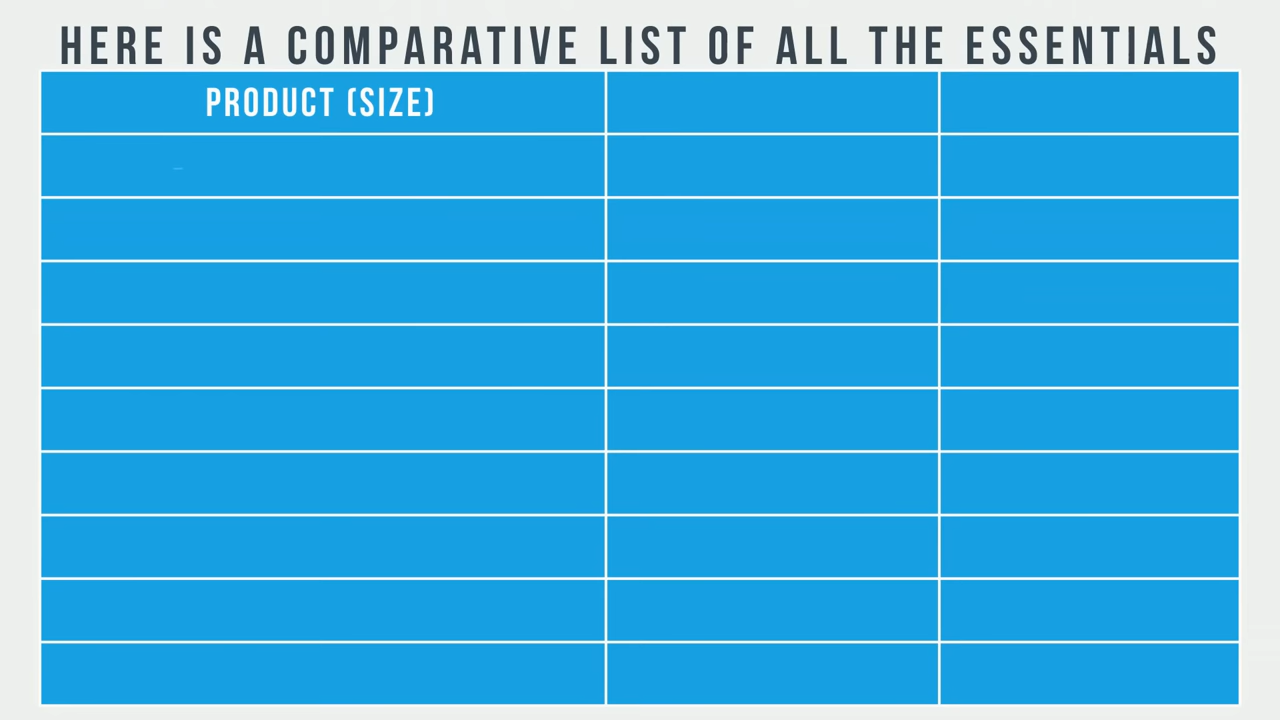 HERE IS A COMPARATIVE LIST OF ALL THE ESSENTIALS
PRODUCT (SIZE)